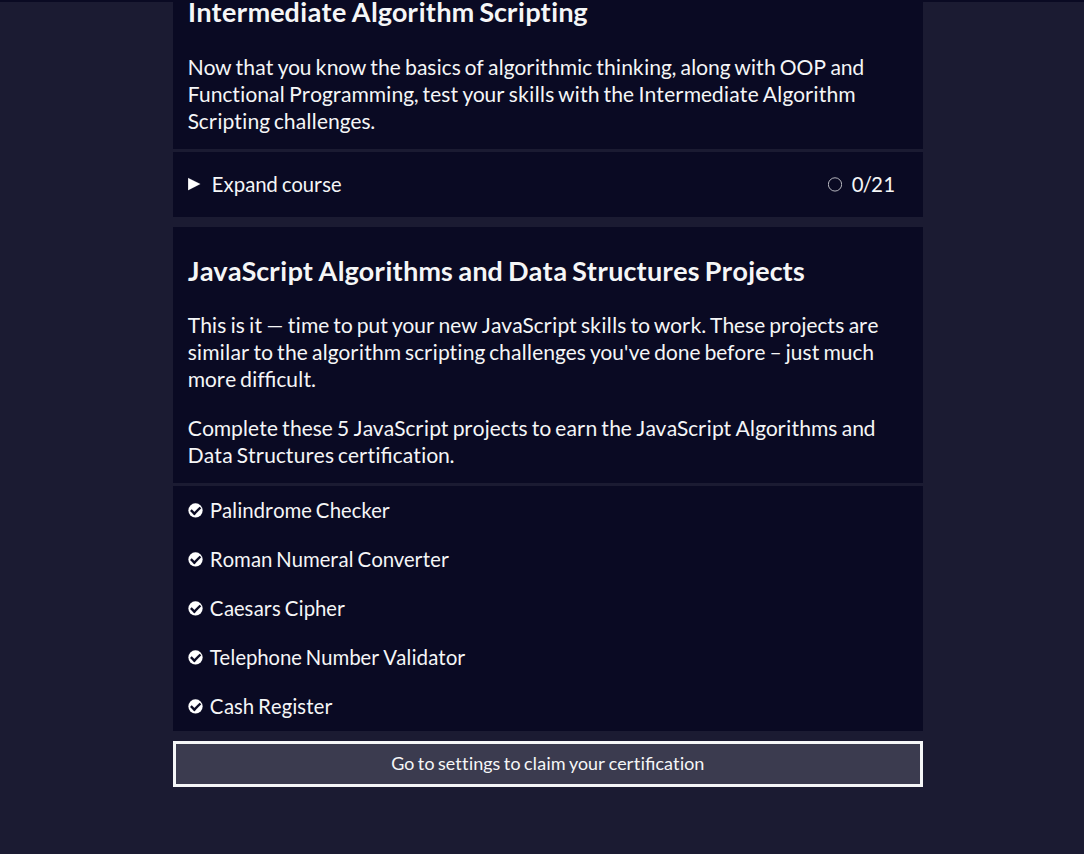 Intermediate Algorithm Scripting
Now that you know the basics of algorithmic thinking, along with OOP and
Functional Programming, test your skills with the Intermediate Algorithm
Scripting challenges.
Expand course
0/21
JavaScript Algorithms and Data Structures Projects
This is it — time to put your new JavaScript skills to work. These projects are
similar to the algorithm scripting challenges you've done before – just much
more difficult.
Complete these 5 JavaScript projects to earn the JavaScript Algorithms and
Data Structures certification.
Palindrome Checker
Roman Numeral Converter
Caesars Cipher
Telephone Number Validator
Cash Register
Go to settings to claim your certification